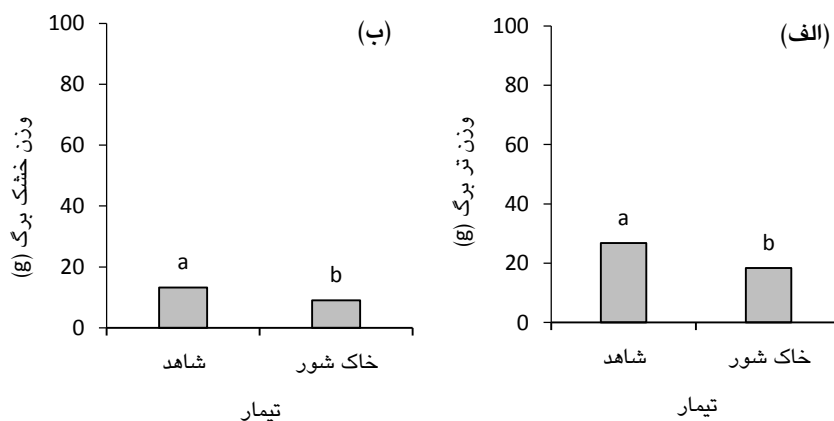 (الف)
وزن تر برگ (g)
100
80
60
40
20
0
a
b
شاهد
خاک شور
تیمار
(ب)
وزن خشک برگ (g)
100
80
60
40
20
0
a
b
شاهد
خاک شور
تیمار